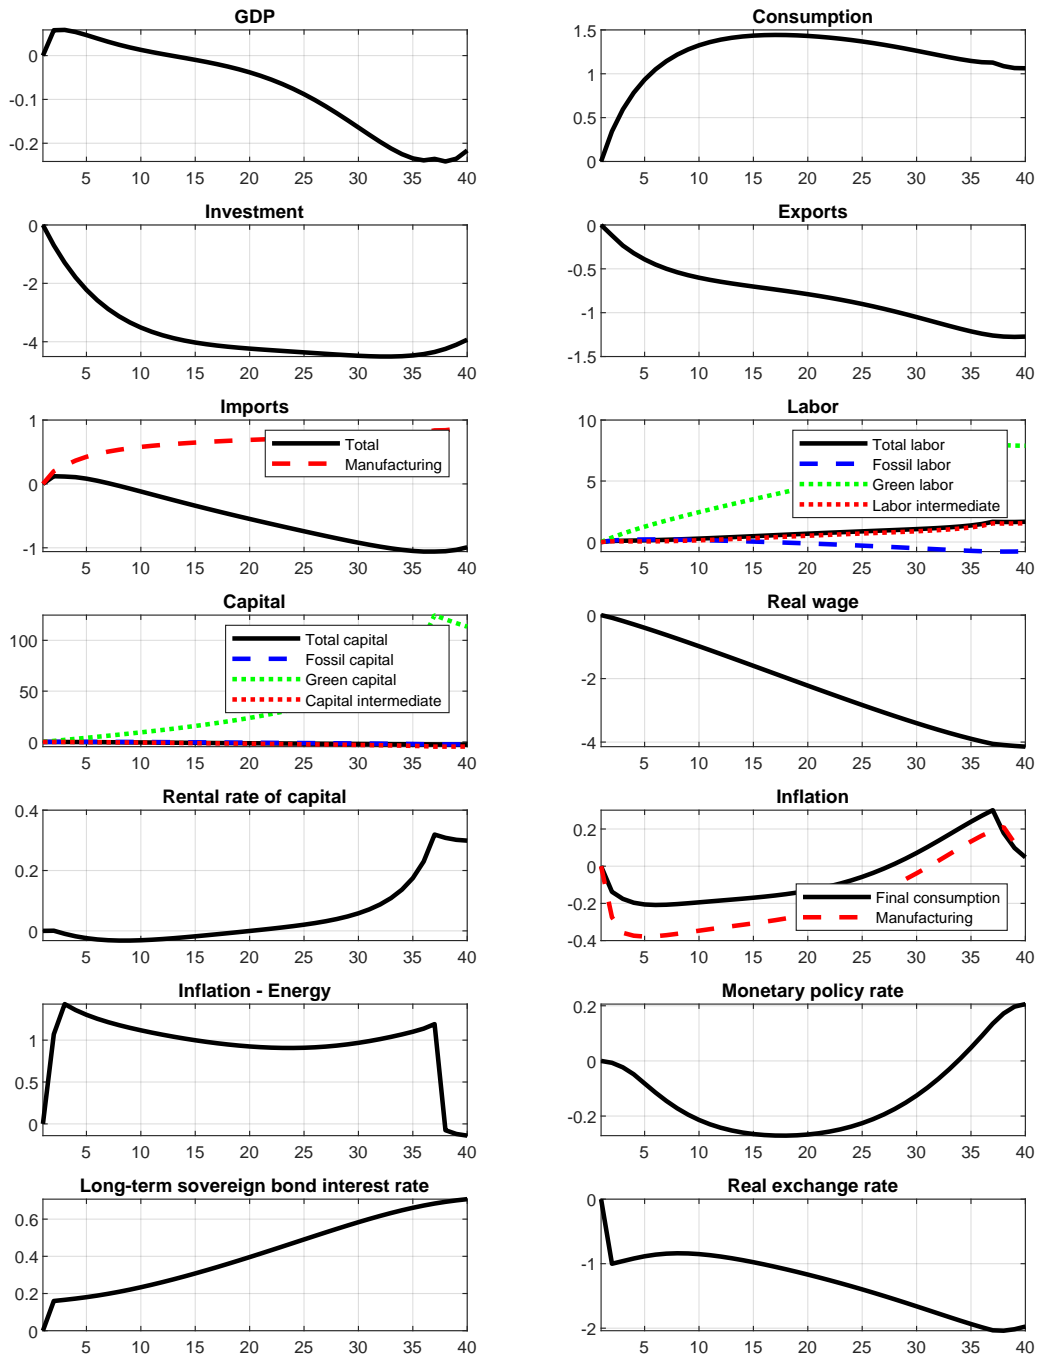 GDP
0
-0.1
-0.2
5 10 15 20 25 30 35 40
Consumption
1.5
1
0.5
0
5 10 15 20 25 30 35 40
Investment
0
-2
-4
5 10 15 20 25 30 35 40
Exports
0
-0.5
-1
-1.5
5 10 15 20 25 30 35 40
Imports
1
0
-1
Total
Manufacturing
5 10 15 20 25 30 35 40
Labor
10
5
0
Total labor
Fossil labor
Green labor
Labor intermediate
5 10 15 20 25 30 35 40
Capital
100
50
0
Total capital
Fossil capital
Green capital
Capital intermediate
5 10 15 20 25 30 35 40
Real wage
0
-2
-4
5 10 15 20 25 30 35 40
Rental rate of capital
0.4
0.2
0
5 10 15 20 25 30 35 40
Inflation
0.2
0
-0.2
-0.4
Final consumption
Manufacturing
5 10 15 20 25 30 35 40
Inflation - Energy
1
0.5
0
5 10 15 20 25 30 35 40
Monetary policy rate
0.2
0
-0.2
5 10 15 20 25 30 35 40
Long-term sovereign bond interest rate
0.6
0.4
0.2
0
5 10 15 20 25 30 35 40
Real exchange rate
0
-1
-2
5 10 15 20 25 30 35 40